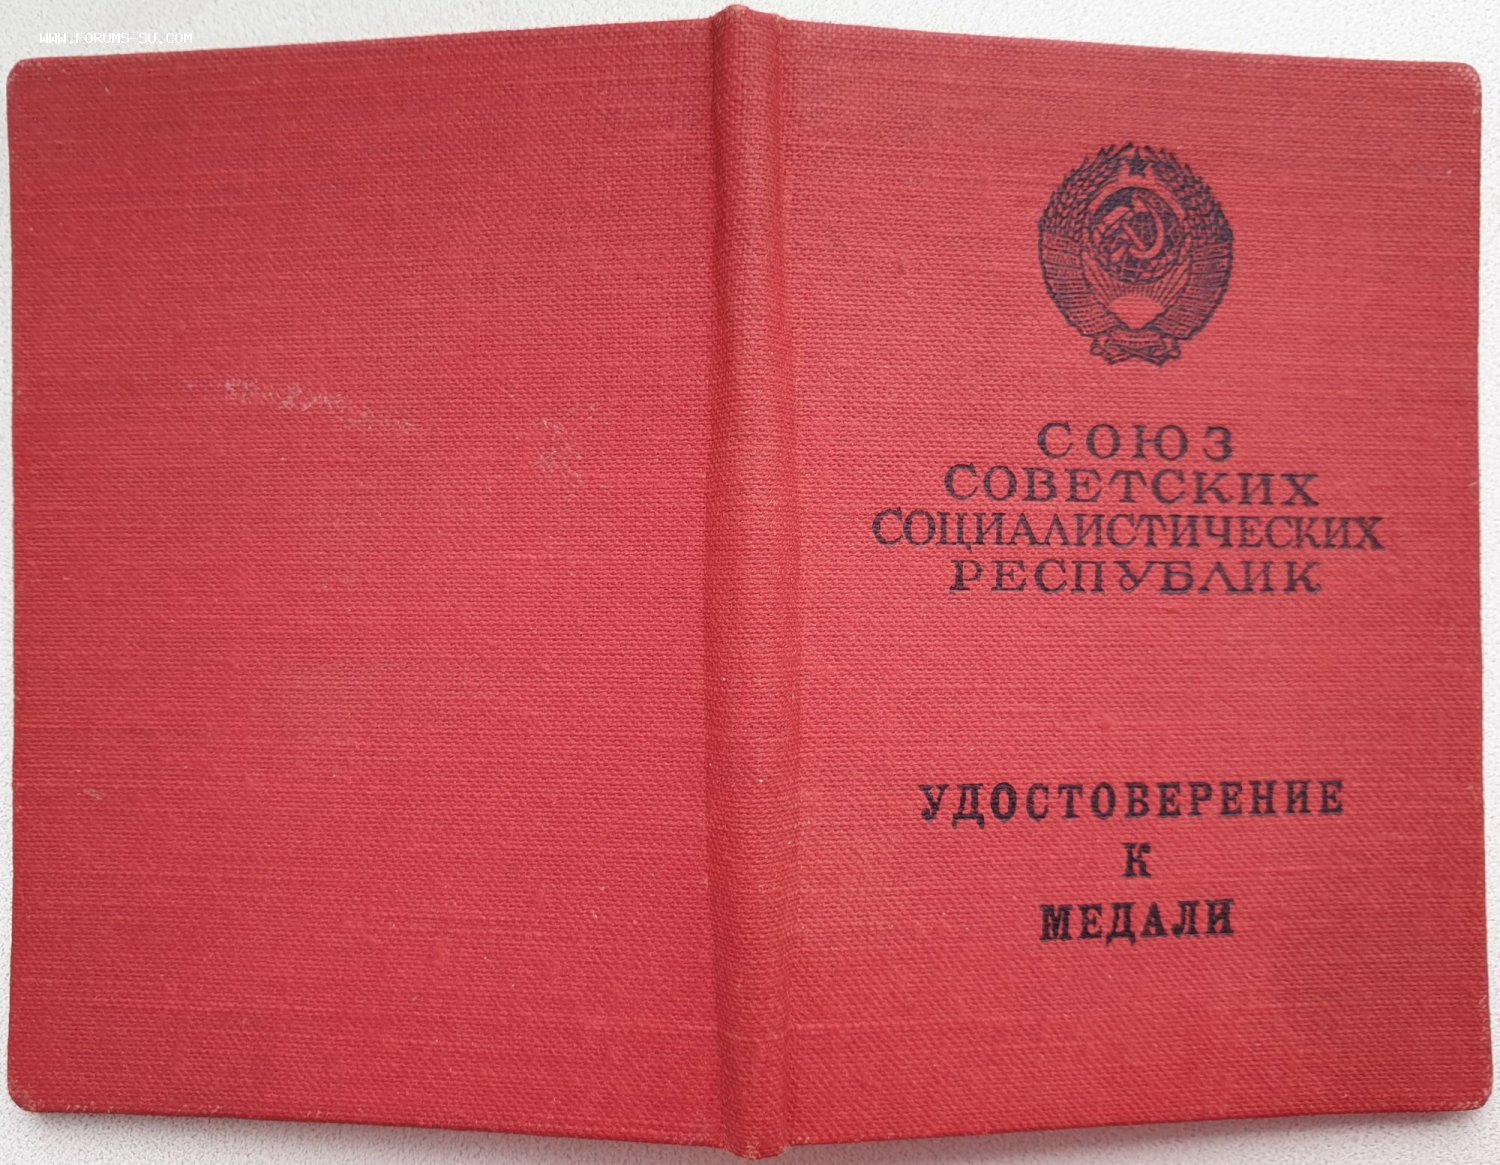 WWW.FORUMS-SU.COM
СОЮЗ
СОВЕТСКИХ
СОЦИАЛИСТИЧЕСКИХ
РЕСПУБЛИК
УДОСТОВЕРЕНИЕ
К
МЕДАЛИ